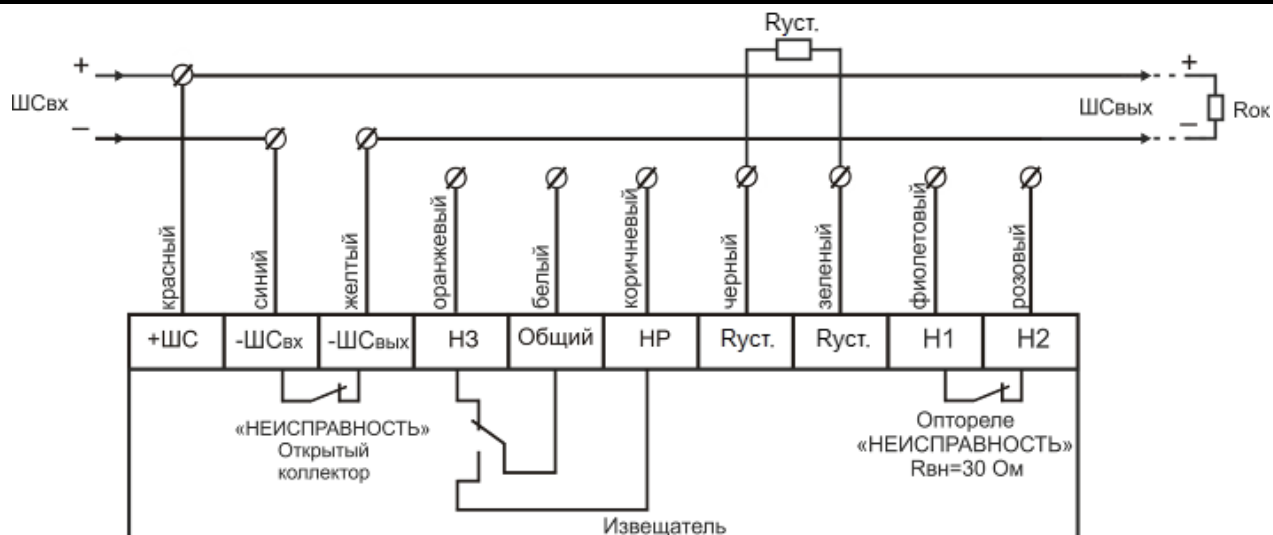 Rуст.
+
+
ШСвх
ШСвых
Rок
–
–
красный
синий
желтый
оранжевый
белый
коричневый
черный
зеленый
фиолетовый
розовый
+ШС
-ШСвх
-ШСвых
НЗ
Общий
НР
Rуст.
Rуст.
Н1
Н2
«НЕИСПРАВНОСТЬ»
Открытый
коллектор
Оптореле
«НЕИСПРАВНОСТЬ»
Rвн=30 Ом
Извещатель